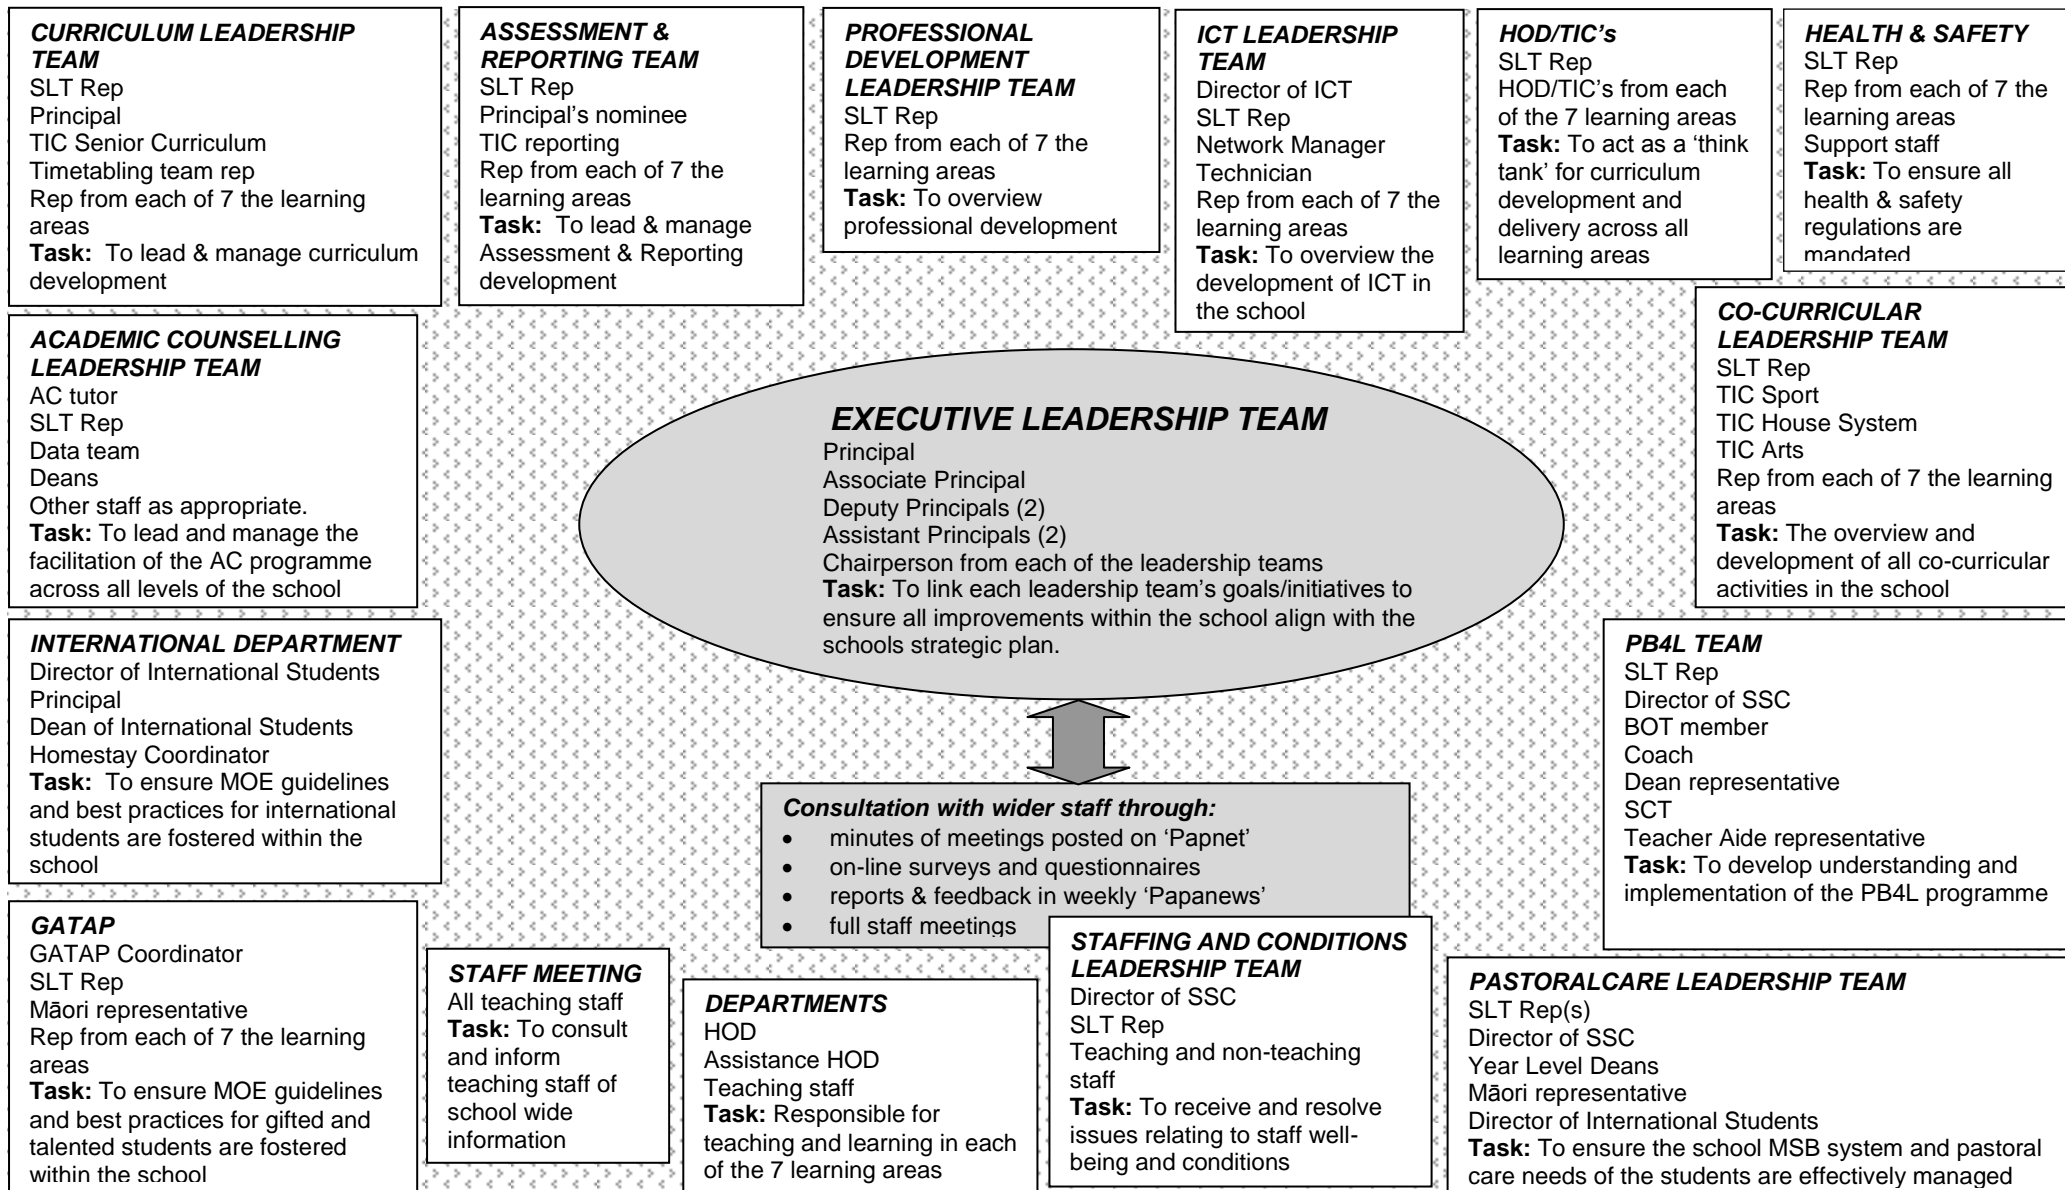 CURRICULUM LEADERSHIP
TEAM
SLT Rep
Principal
TIC Senior Curriculum
Timetabling team rep
Rep from each of 7 the learning
areas
Task:  To lead & manage curriculum
development
ASSESSMENT &
REPORTING TEAM
SLT Rep
Principal’s nominee
TIC reporting
Rep from each of 7 the
learning areas
Task:  To lead & manage
Assessment & Reporting
development
PROFESSIONAL
DEVELOPMENT
LEADERSHIP TEAM
SLT Rep
Rep from each of 7 the
learning areas
Task: To overview
professional development
ICT LEADERSHIP
TEAM
Director of ICT
SLT Rep
Network Manager
Technician
Rep from each of 7 the
learning areas
Task: To overview the
development of ICT in
the school
HOD/TIC’s
SLT Rep
HOD/TIC’s from each
of the 7 learning areas
Task: To act as a ‘think
tank’ for curriculum
development and
delivery across all
learning areas
HEALTH & SAFETY
SLT Rep
Rep from each of 7 the
learning areas
Support staff
Task: To ensure all
health & safety
regulations are
mandated
ACADEMIC COUNSELLING
LEADERSHIP TEAM
AC tutor
SLT Rep
Data team
Deans
Other staff as appropriate.
Task: To lead and manage the
facilitation of the AC programme
across all levels of the school
EXECUTIVE LEADERSHIP TEAM
Principal
Associate Principal
Deputy Principals (2)
Assistant Principals (2)
Chairperson from each of the leadership teams
Task: To link each leadership team’s goals/initiatives to
ensure all improvements within the school align with the
schools strategic plan.
CO-CURRICULAR
LEADERSHIP TEAM
SLT Rep
TIC Sport
TIC House System
TIC Arts
Rep from each of 7 the learning
areas
Task: The overview and
development of all co-curricular
activities in the school
INTERNATIONAL DEPARTMENT
Director of International Students
Principal
Dean of International Students
Homestay Coordinator
Task:  To ensure MOE guidelines
and best practices for international
students are fostered within the
school
PB4L TEAM
SLT Rep
Director of SSC
BOT member
Coach
Dean representative
SCT
Teacher Aide representative
Task: To develop understanding and
implementation of the PB4L programme
Consultation with wider staff through:
• minutes of meetings posted on ‘Papnet’
• on-line surveys and questionnaires
• reports & feedback in weekly ‘Papanews’
• full staff meetings
GATAP
GATAP Coordinator
SLT Rep
Māori representative
Rep from each of 7 the learning
areas
Task: To ensure MOE guidelines
and best practices for gifted and
talented students are fostered
within the school
STAFF MEETING
All teaching staff
Task: To consult
and inform
teaching staff of
school wide
information
DEPARTMENTS
HOD
Assistance HOD
Teaching staff
Task: Responsible for
teaching and learning in each
of the 7 learning areas
STAFFING AND CONDITIONS
LEADERSHIP TEAM
Director of SSC
SLT Rep
Teaching and non-teaching
staff
Task: To receive and resolve
issues relating to staff well-
being and conditions
PASTORALCARE LEADERSHIP TEAM
SLT Rep(s)
Director of SSC
Year Level Deans
Māori representative
Director of International Students
Task: To ensure the school MSB system and pastoral
care needs of the students are effectively managed